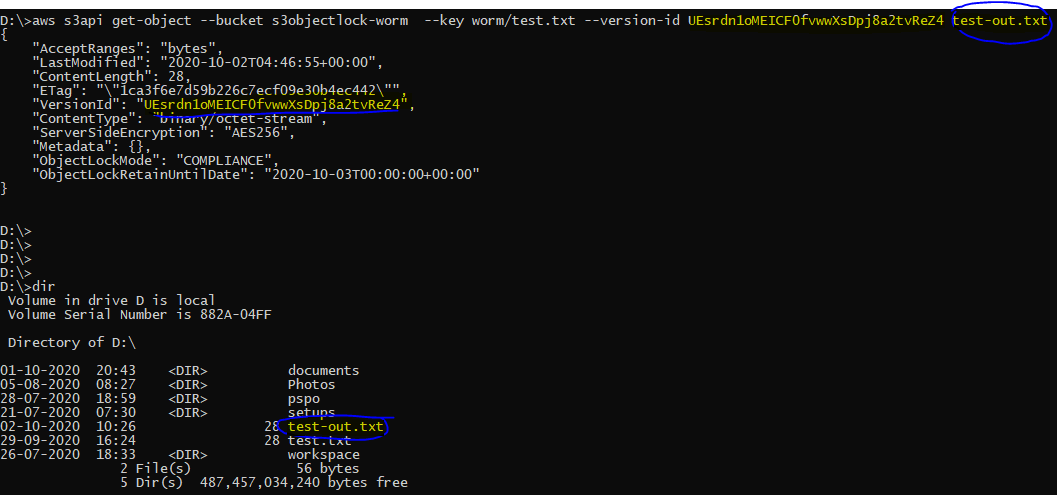 D:\>aws s3api get-object --bucket s3objectlock-worm  --key worm/test.txt --version-id UEsrdn1oMEICFOfvwwXsDpj8a2tvReZ4 test-out.txt
{
    "AcceptRanges": "bytes",
    "LastModified": "2020-10-02T04:46:55+00:00",
    "ContentLength": 28,
    "ETag": "\"1ca3f6e7d59b226c7ecf09e30b4ec442\"",
    "VersionId": "UEsrdn1oMEICFOfvwwXsDpj8a2tvReZ4",
    "ContentType": "binary/octet-stream",
    "ServerSideEncryption": "AES256",
    "Metadata": {},
    "ObjectLockMode": "COMPLIANCE",
    "ObjectLockRetainUntilDate": "2020-10-03T00:00:00+00:00"
}
D:\>
D:\>
D:\>
D:\>
D:\>dir
 Volume in drive D is local
 Volume Serial Number is 882A-04FF
 Directory of D:\
01-10-2020  20:43    <DIR>          documents
05-08-2020  08:27    <DIR>          Photos
28-07-2020  18:59    <DIR>          pspo
21-07-2020  07:30    <DIR>          setups
02-10-2020  10:26                28 test-out.txt
29-09-2020  16:24                28 test.txt
26-07-2020  18:33    <DIR>          workspace
               2 File(s)             56 bytes
               5 Dir(s)  487,457,034,240 bytes free